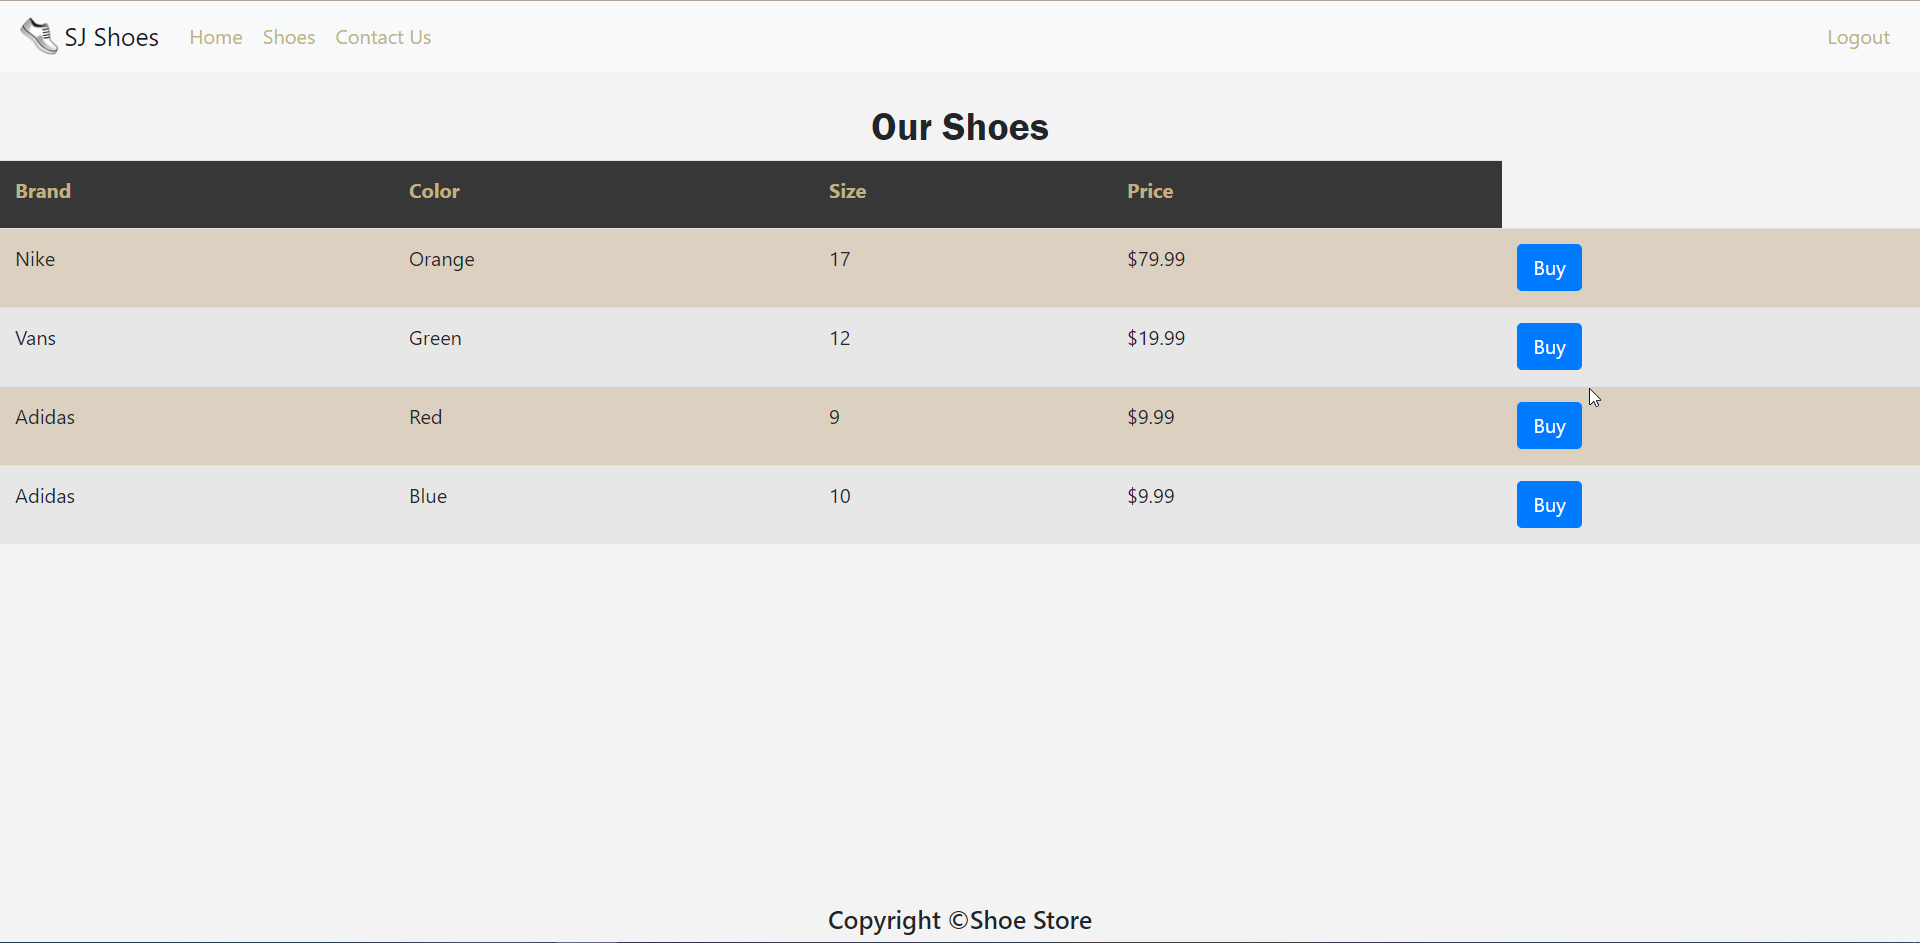 SJ Shoes Home Shoes Contact Us Logout
Our Shoes
Brand Color Size Price
Nike Orange 17 $79.99 Buy
Vans Green 12 $19.99 Buy
Adidas Red 9 $9.99 Buy
Adidas Blue 10 $9.99 Buy
Copyright ©Shoe Store